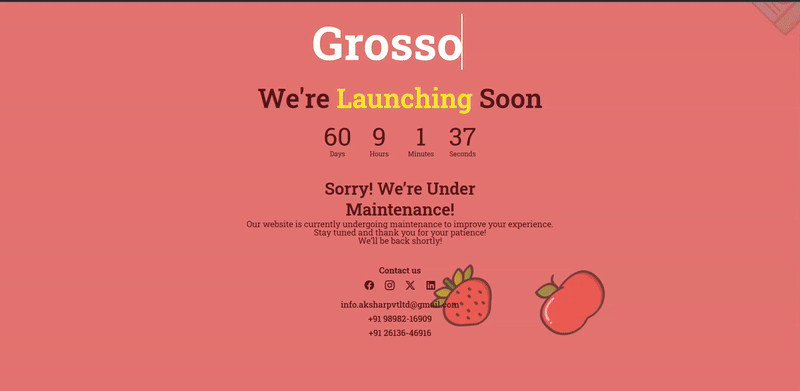 Grosso
We're Launching Soon
60 9 1 37
Days Hours Minutes Seconds
Sorry! We're Under
Maintenance!
Our website is currently undergoing maintenance to improve your experience.
Stay tuned and thank you for your patience!
We'll be back shortly!
Contact us
info.aksharpvtltd@gmail.com
+91 98982-16909
+91 26136-46916